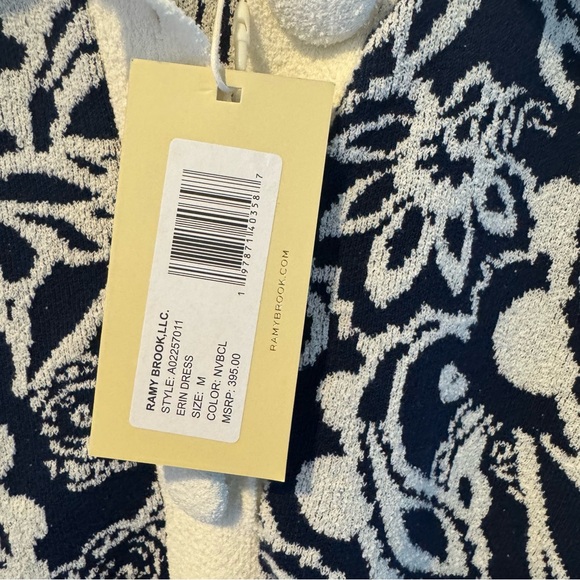 RAMY BROOK,LLC.
STYLE: A02257011
ERIN DRESS
SIZE: M
COLOR: NVBCL
MSRP: 395.00
1 97871 40358 7
RAMYBROOK.COM